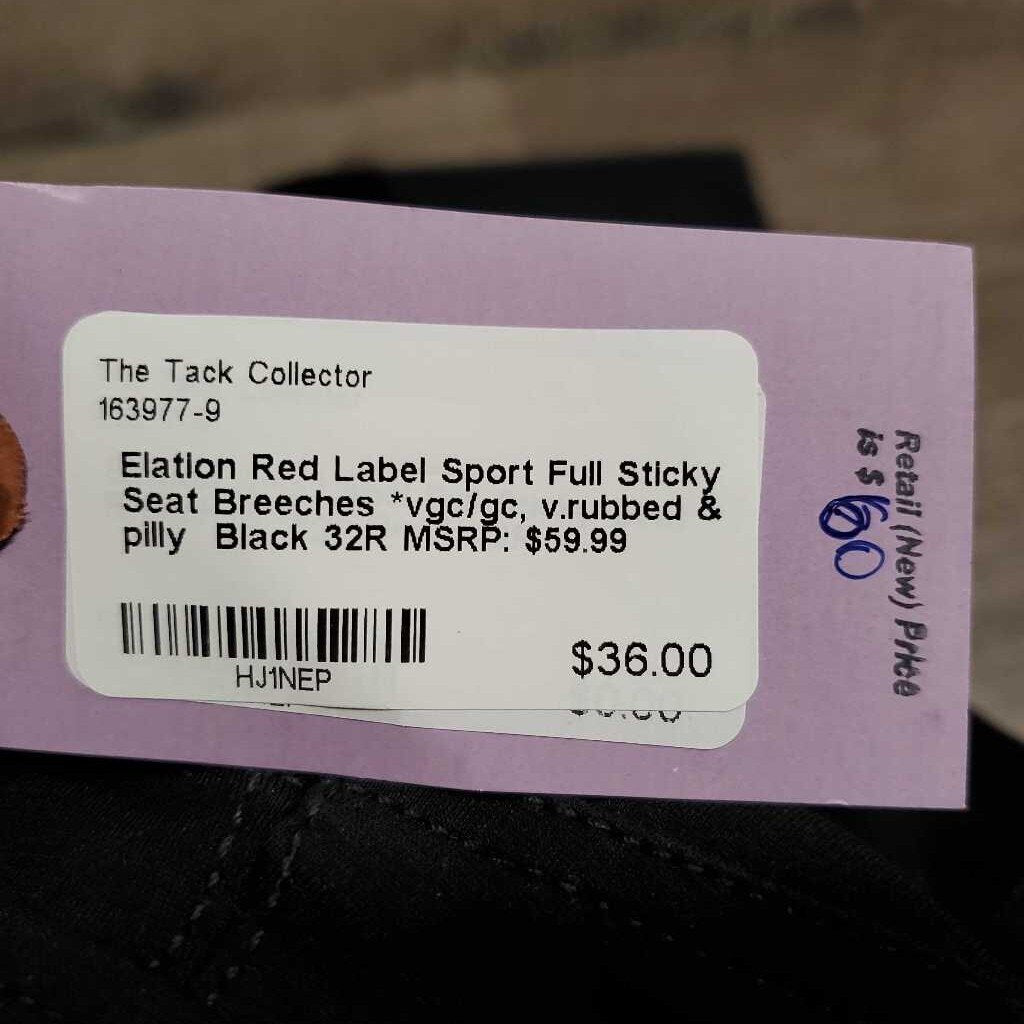 The Tack Collector
163977-9
Elation Red Label Sport Full Sticky
Seat Breeches *vgc/gc, v.rubbed &
pilly Black 32R MSRP: $59.99
HJ1NEP
$36.00
Retail (New) Price
is $ 60